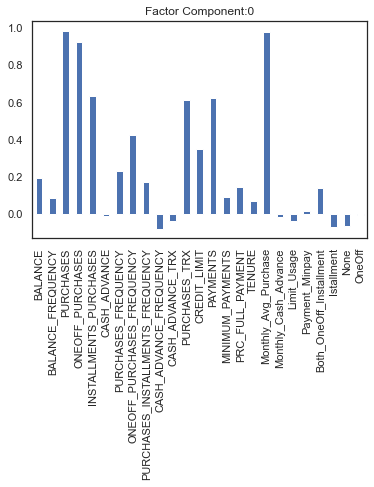 Factor Component:0
1.0
0.8
0.6
0.4
0.2
0.0
BALANCE
BALANCE_FREQUENCY
PURCHASES
ONEOFF_PURCHASES
INSTALLMENTS_PURCHASES
CASH_ADVANCE
PURCHASES_FREQUENCY
ONEOFF_PURCHASES_FREQUENCY
PURCHASES_INSTALLMENTS_FREQUENCY
CASH_ADVANCE_FREQUENCY
CASH_ADVANCE_TRX
PURCHASES_TRX
CREDIT_LIMIT
PAYMENTS
MINIMUM_PAYMENTS
PRC_FULL_PAYMENT
TENURE
Monthly_Avg_Purchase
Monthly_Cash_Advance
Limit_Usage
Payment_Minpay
Both_OneOff_Installment
Istallment
None
OneOff